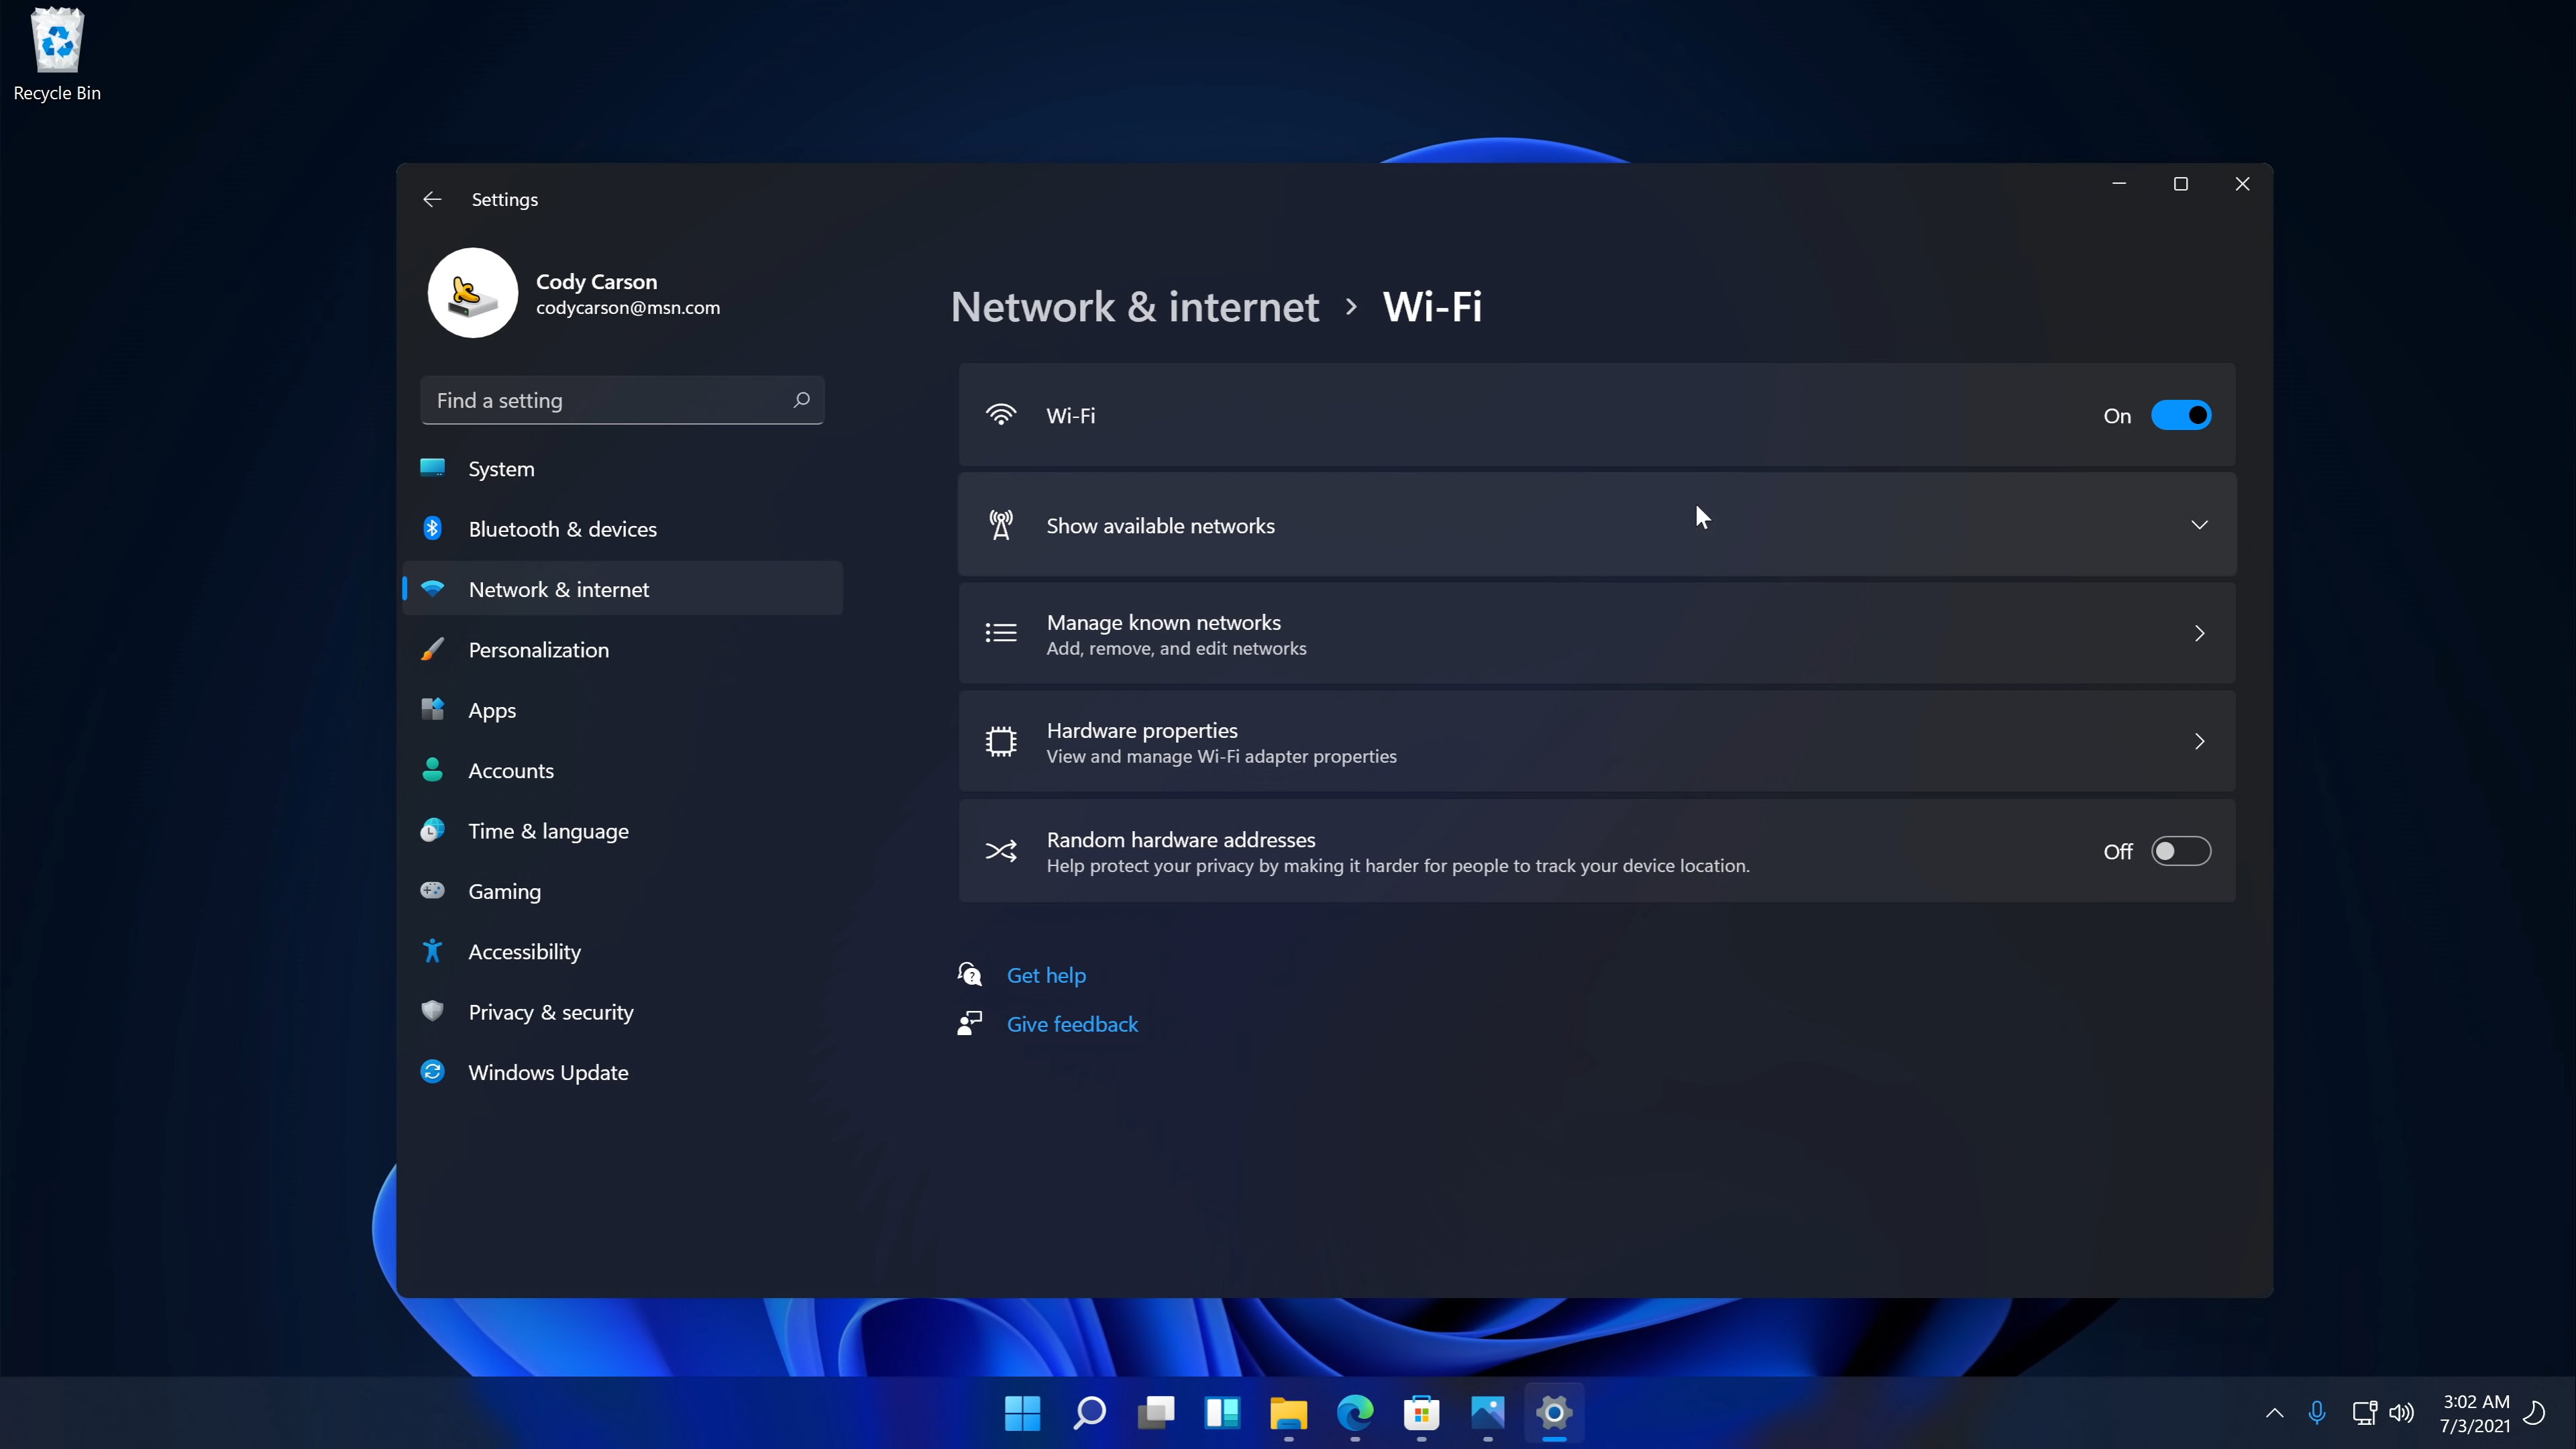 Recycle Bin
Settings
Cody Carson
codycarson@msn.com
Find a setting
System
Bluetooth & devices
Network & internet
Personalization
Apps
Accounts
Time & language
Gaming
Accessibility
Privacy & security
Windows Update
Network & internet › Wi-Fi
Wi-Fi
On
Show available networks
Manage known networks
Add, remove, and edit networks
Hardware properties
View and manage Wi-Fi adapter properties
Random hardware addresses
Help protect your privacy by making it harder for people to track your device location.
Off
Get help
Give feedback
3:02 AM
7/3/2021